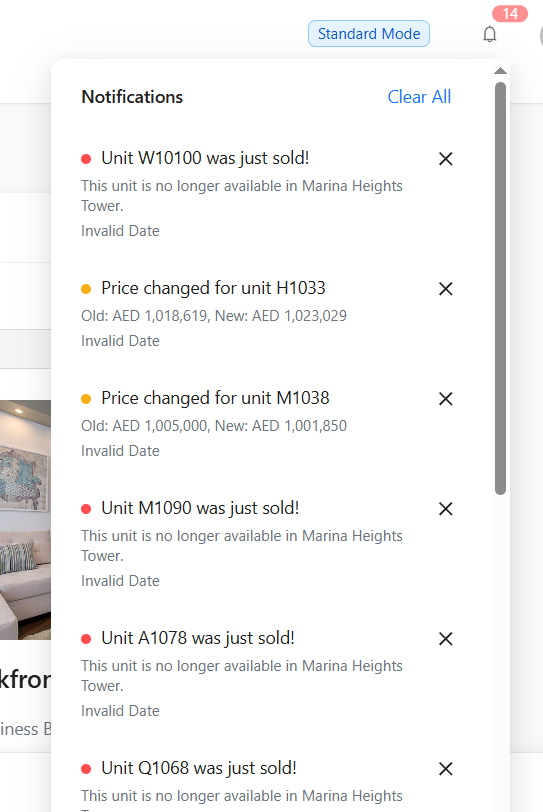 14
Standard Mode
Notifications
Clear All
Unit W10100 was just sold!
This unit is no longer available in Marina Heights
Tower.
Invalid Date
Price changed for unit H1033
Old: AED 1,018,619, New: AED 1,023,029
Invalid Date
Price changed for unit M1038
Old: AED 1,005,000, New: AED 1,001,850
Invalid Date
Unit M1090 was just sold!
This unit is no longer available in Marina Heights
Tower.
Invalid Date
Unit A1078 was just sold!
This unit is no longer available in Marina Heights
Tower.
Invalid Date
kfron
iness B
Unit Q1068 was just sold!
This unit is no longer available in Marina Heights